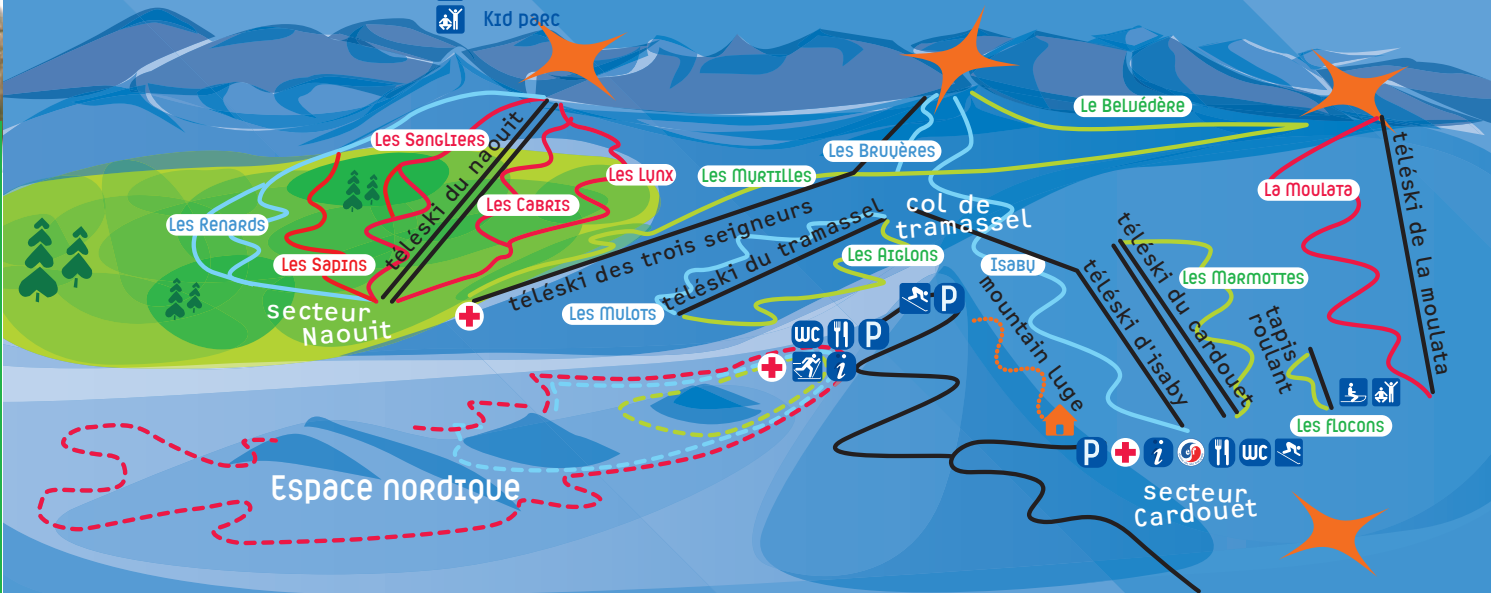 Kid parc
Le Belvédère
Les Sangliers
téléski du naouit
Les Bruyères
Les Lynx
Les Myrtilles
La Moulata
téléski de la moulata
Les Cabris
Les Renards
col de
tramassel
téléski des trois seigneurs
téléski du tramassel
Les Aiglons
Les Sapins
Isaby
Les Marmottes
téléski du cardouet
téléski d'isaby
mountain luge
tapis
roulant
secteur
Naouit
Les Mulots
P
WC
P
i
Les flocons
P
i
WC
Espace nordique
secteur
Cardouet